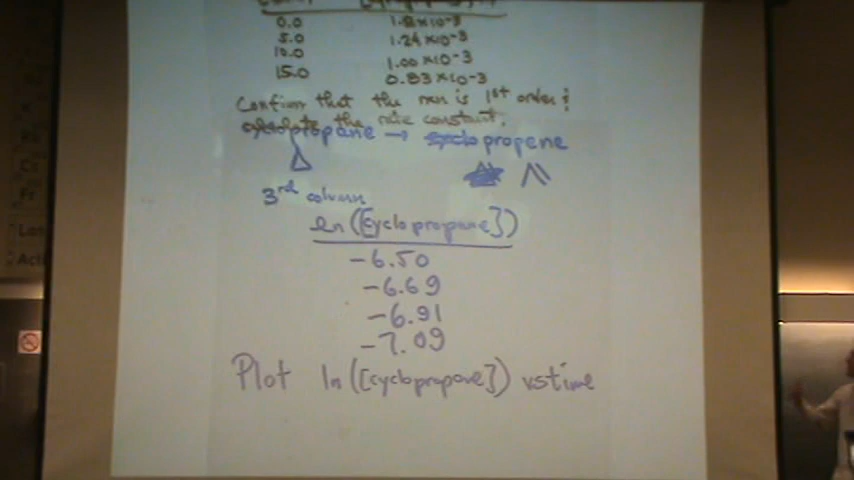 0.0 1.5×10⁻³
5.0 1.24×10⁻³
10.0 1.00×10⁻³
15.0 0.83×10⁻³
Confirm that the rxn is 1st order &
calculate the rate constant.
cyclopropane → propene
3rd column
ln([cyclopropane])
-6.50
-6.69
-6.91
-7.09
Plot ln([cyclopropane]) vs time